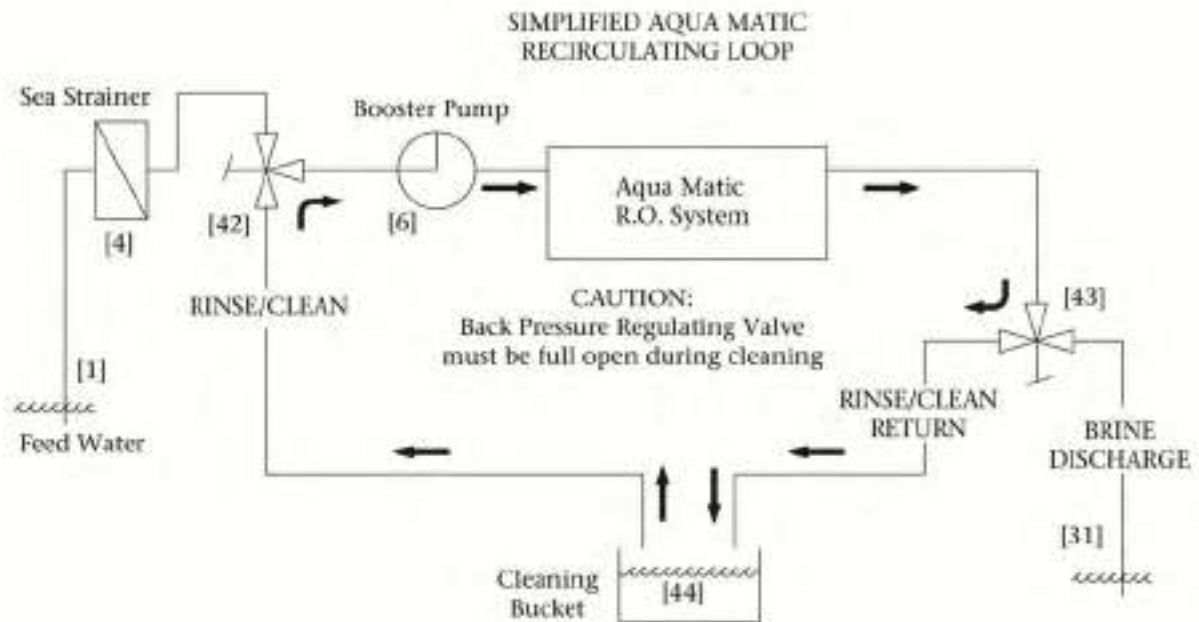 SIMPLIFIED AQUA MATIC
RECIRCULATING LOOP
Sea Strainer
Booster Pump
Aqua Matic
R.O. System
[4]
[42]
[6]
RINSE/CLEAN
CAUTION:
Back Pressure Regulating Valve
must be full open during cleaning
[43]
[1]
Feed Water
RINSE/CLEAN
RETURN
BRINE
DISCHARGE
[31]
Cleaning
Bucket
[44]